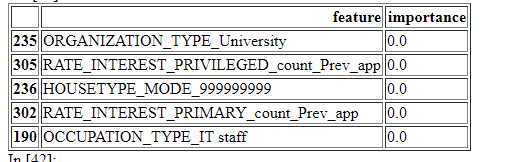 feature importance
235 ORGANIZATION_TYPE_University 0.0
305 RATE_INTEREST_PRIVILEGED_count_Prev_app 0.0
236 HOUSETYPE_MODE_999999999 0.0
302 RATE_INTEREST_PRIMARY_count_Prev_app 0.0
190 OCCUPATION_TYPE_IT staff 0.0
In [42]: